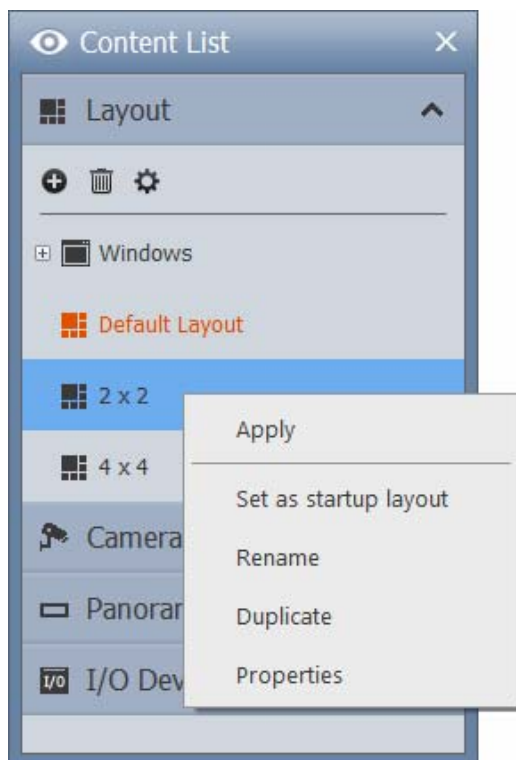 Content List
Layout
Windows
Default Layout
2 x 2
4 x 4
Apply
Set as startup layout
Rename
Duplicate
Properties
Camera
Panoran
I/O Dev
I/O